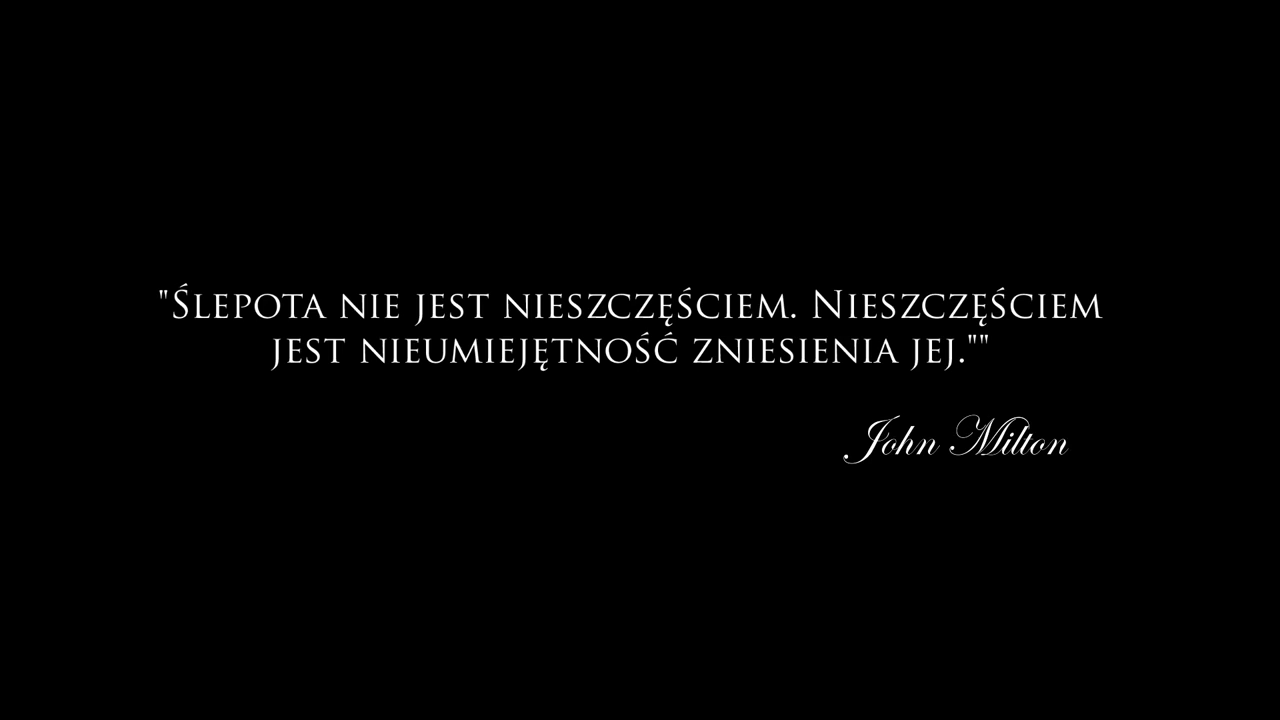 "Ślepota nie jest nieszczęściem. Nieszczęściem
jest nieumiejętność zniesienia jej.""
John Milton